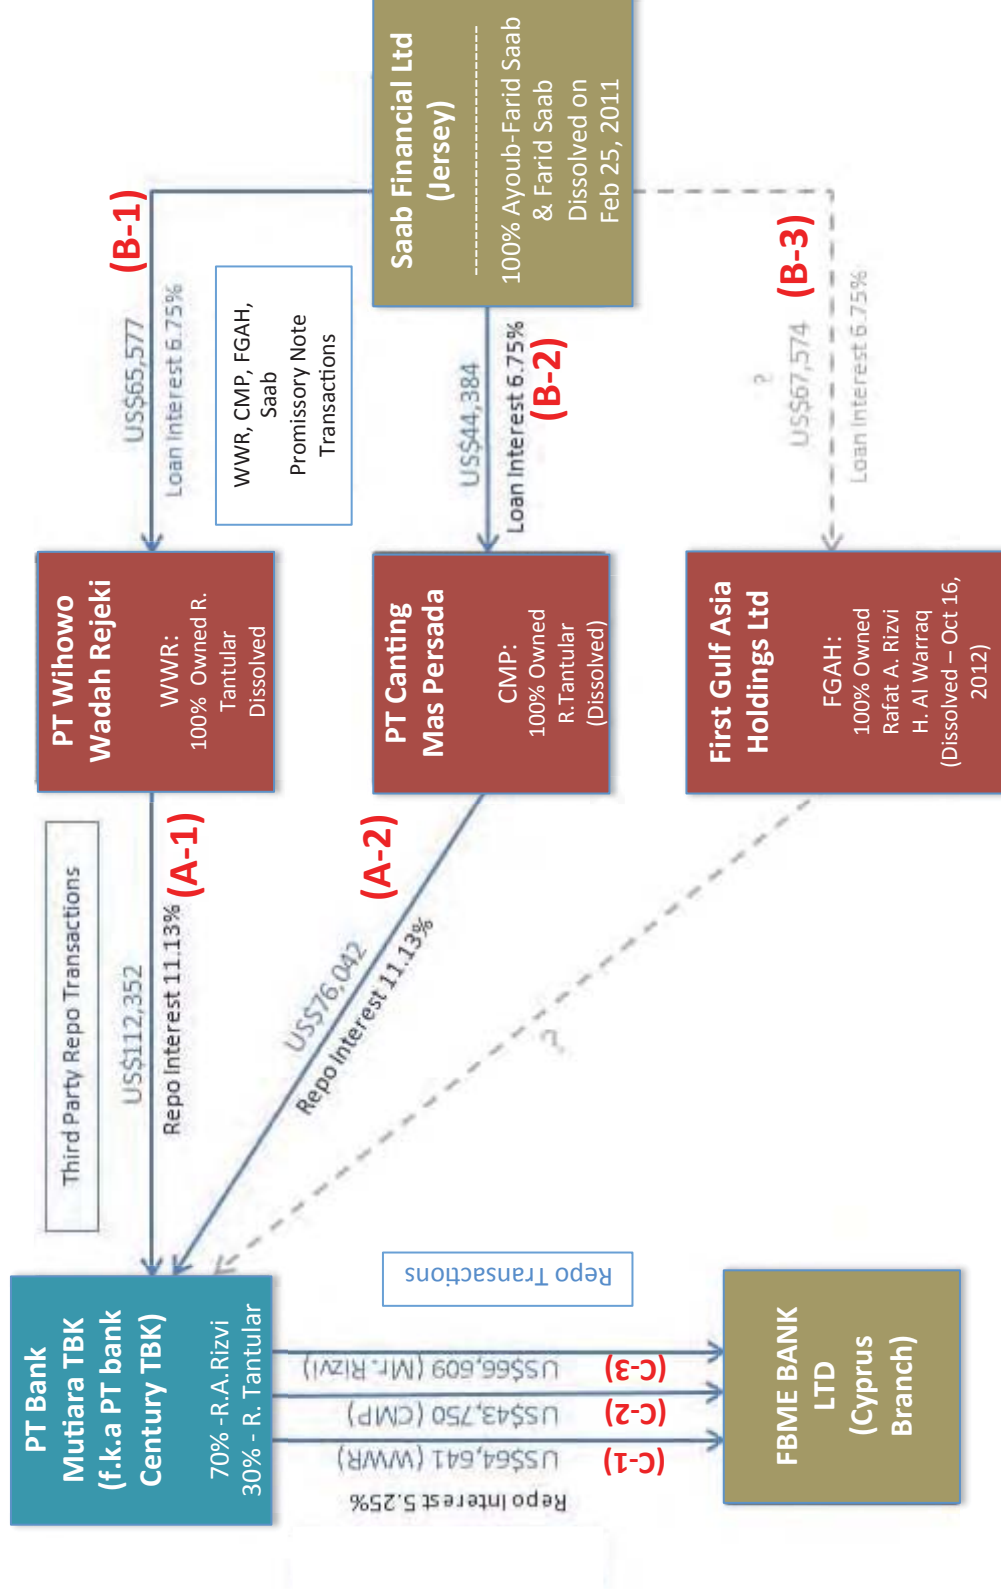 PT Bank
Mutiara TBK
(f.k.a PT bank
Century TBK)
70% -R.A.Rizvi
30% - R. Tantular
Third Party Repo Transactions
US$112,352
Repo Interest 11.13%
(A-1)
PT Wihowo
Wadah Rejeki
WWR:
100% Owned R.
Tantular
Dissolved
US$65,577
(B-1)
Loan Interest 6.75%
WWR, CMP, FGAH,
Saab
Promissory Note
Transactions
US$76,042
Repo Interest 11.13%
(A-2)
PT Canting
Mas Persada
CMP:
100% Owned
R.Tantular
(Dissolved)
US$44,384
Loan Interest 6.75%
(B-2)
Saab Financial Ltd
(Jersey)
100% Ayoub-Farid Saab
& Farid Saab
Dissolved on
Feb 25, 2011
?
First Gulf Asia
Holdings Ltd
FGAH:
100% Owned
Rafat A. Rizvi
H. Al Warraq
(Dissolved – Oct 16,
2012)
?
US$67,574
(B-3)
Loan Interest 6.75%
Repo Transactions
US$66,609 (Mr. Rizvi)
(C-3)
US$43,750 (CMP)
(C-2)
US$64,641 (WWR)
(C-1)
Repo Interest 5.25%
FBME BANK
LTD
(Cyprus
Branch)